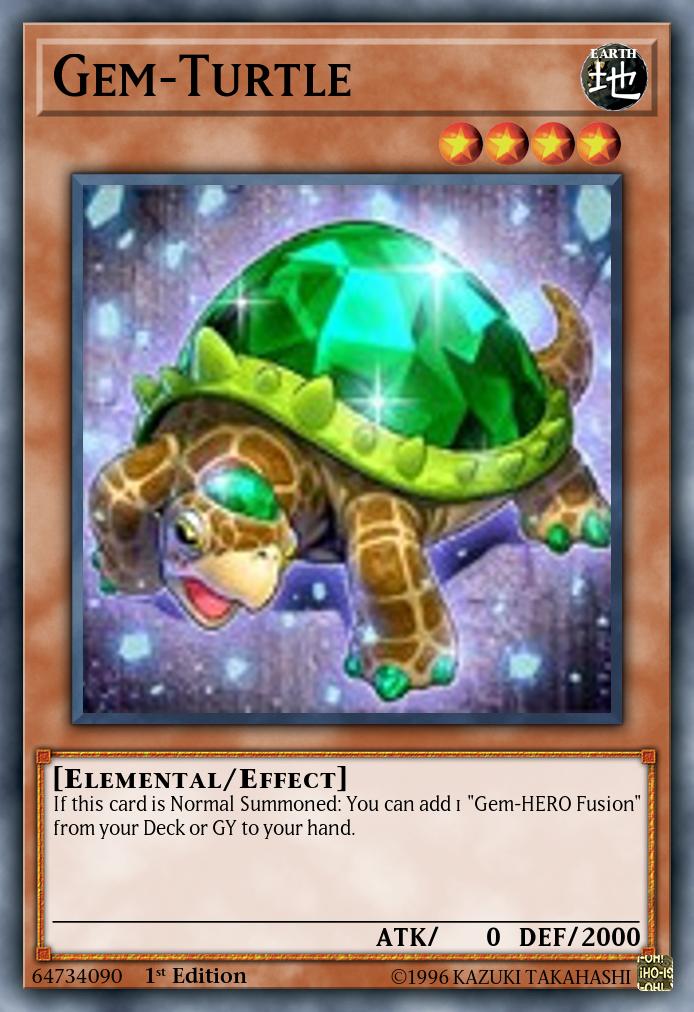 Gem-Turtle
EARTH
地
[Elemental/Effect]
If this card is Normal Summoned: You can add 1 "Gem-HERO Fusion"
from your Deck or GY to your hand.
ATK/ 0 DEF/2000
64734090 1st Edition ©1996 KAZUKI TAKAHASHI